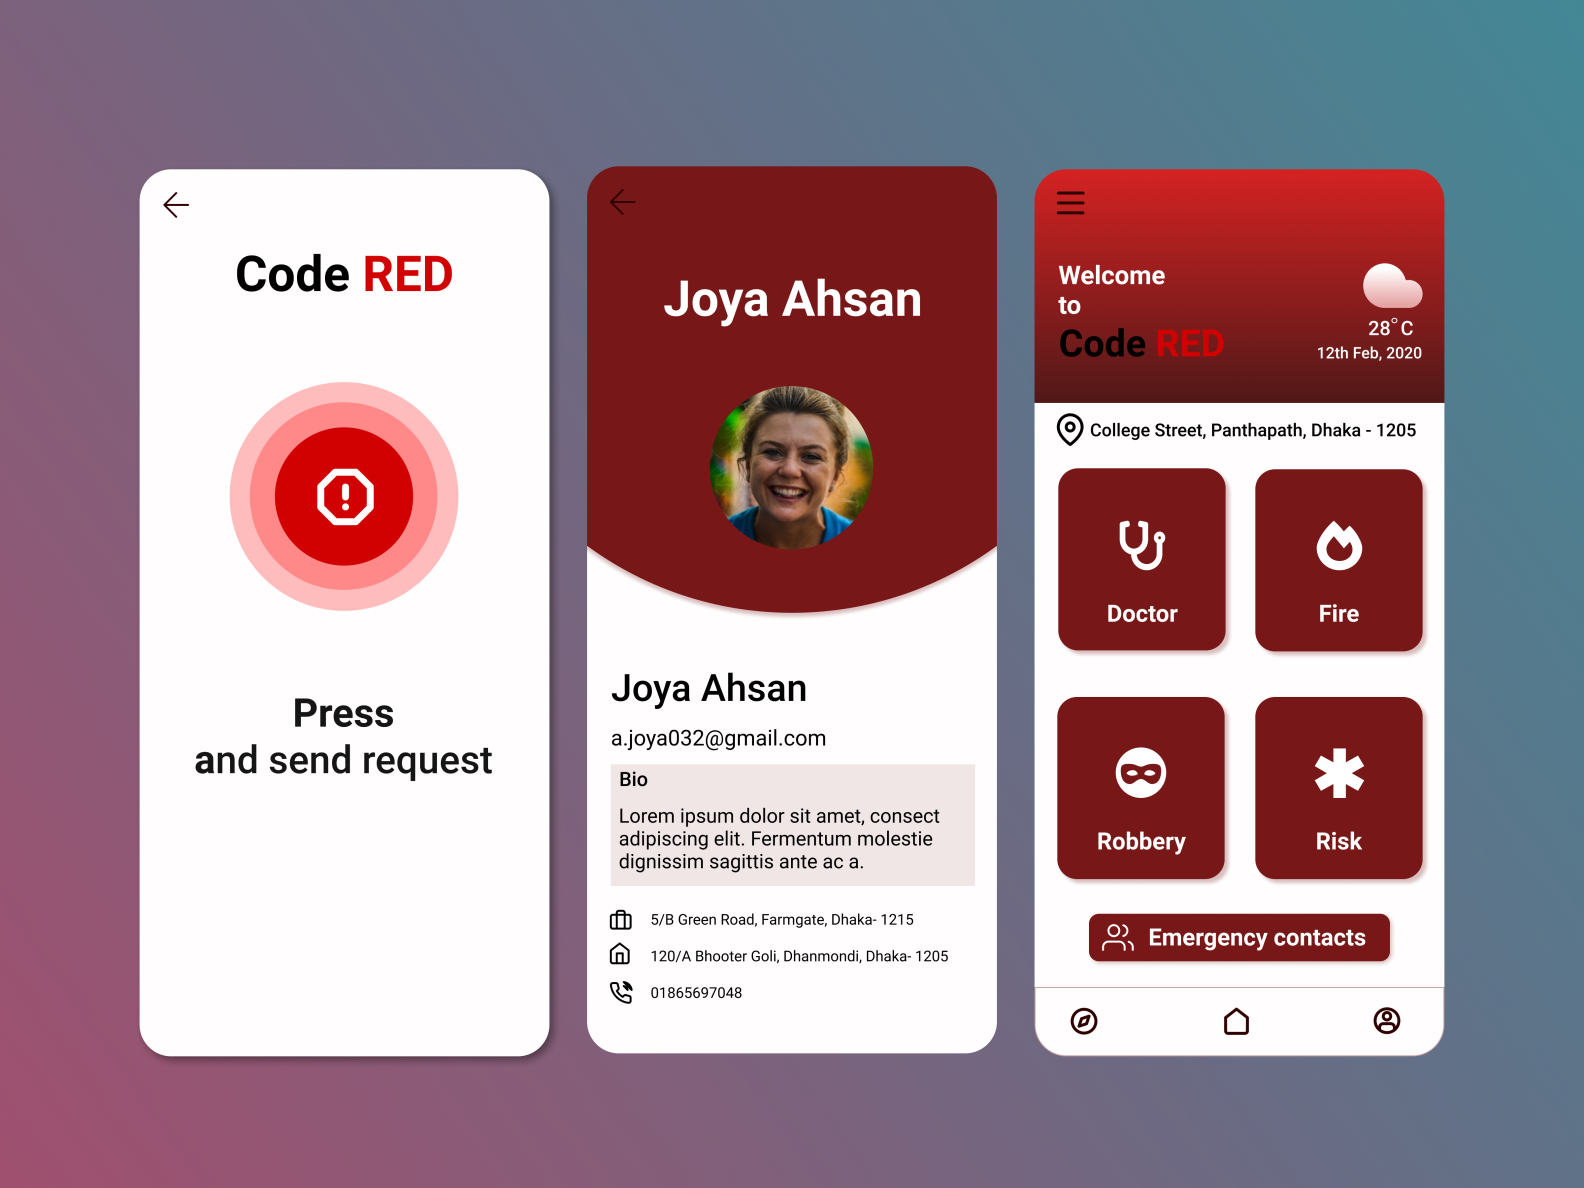 Code RED
Press
and send request
Joya Ahsan
Joya Ahsan
a.joya032@gmail.com
Bio
Lorem ipsum dolor sit amet, consect
adipiscing elit. Fermentum molestie
dignissim sagittis ante ac a.
5/B Green Road, Farmgate, Dhaka- 1215
120/A Bhooter Goli, Dhanmondi, Dhaka- 1205
01865697048
Welcome
to
Code RED
28°C
12th Feb, 2020
College Street, Panthapath, Dhaka - 1205
Doctor
Fire
Robbery
Risk
Emergency contacts